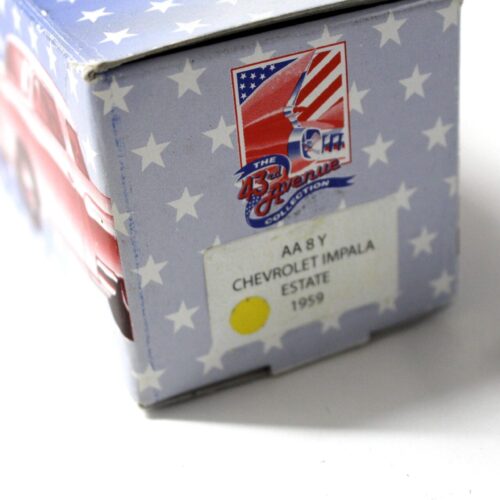 THE
43rd
Avenue
COLLECTION
AA 8 Y
CHEVROLET IMPALA
ESTATE
1959